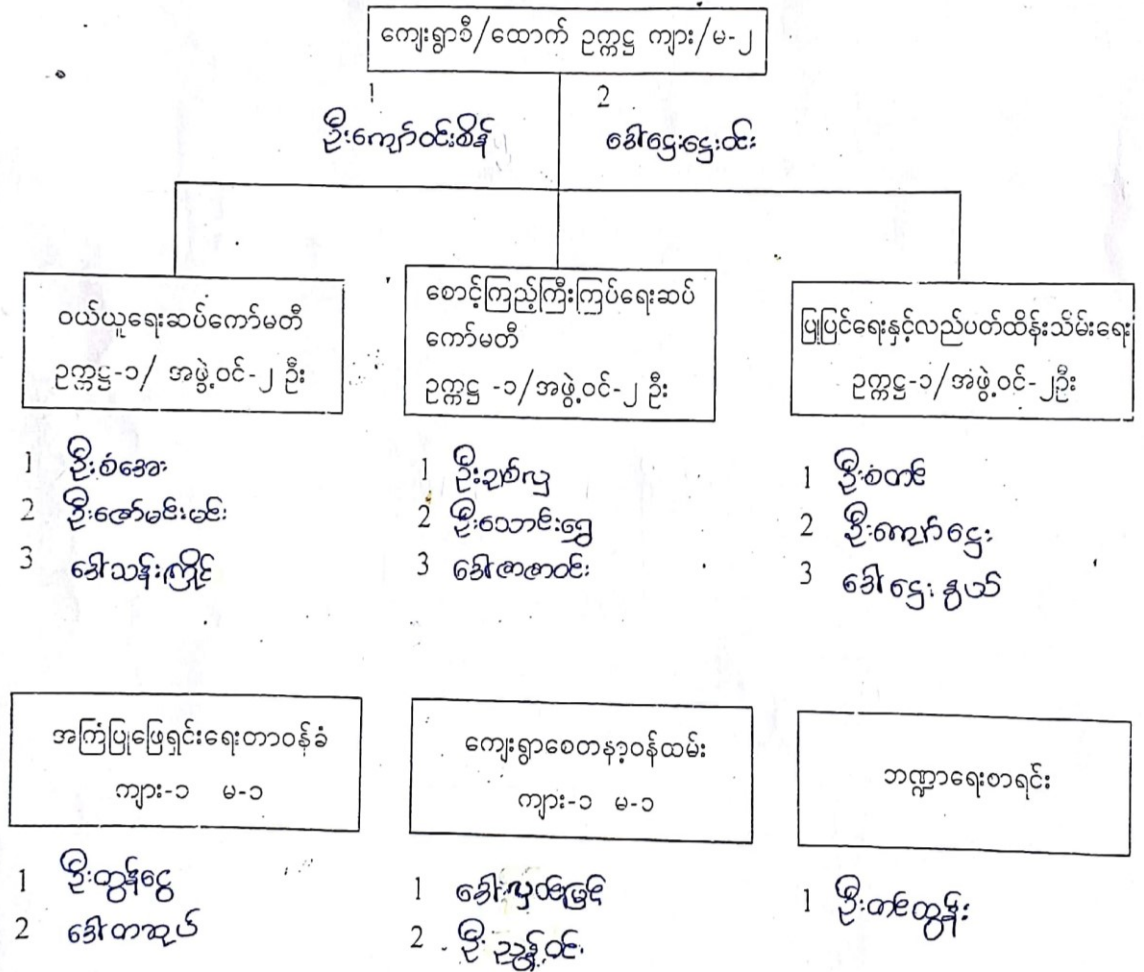 ကျေးရွာစီ/ထောက် ဥက္ကဋ္ဌ ကျား/မ-၂
1 ဦးကျော်ဝင်းစိန်
2 ဒေါ်ဌေးဌေးဝင်း
ဝယ်ယူရေးဆပ်ကော်မတီ
ဥက္ကဋ္ဌ-၁/ အဖွဲ့ဝင်-၂ ဦး
1 ဦးစံအေး
2 ဦးဇော်မင်းမင်း
3 ဒေါ်သန်းကြိုင်
စောင့်ကြည့်ကြီးကြပ်ရေးဆပ်
ကော်မတီ
ဥက္ကဋ္ဌ -၁/အဖွဲ့ဝင်-၂ ဦး
1 ဦးချစ်လှ
2 ဦးသောင်းရွှေ
3 ဒေါ်ဇာဇာဝင်း
ပြုပြင်ရေးနှင့်လည်ပတ်ထိန်းသိမ်းရေး
ဥက္ကဋ္ဌ-၁/အဖွဲ့ဝင်-၂ဦး
1 ဦးစံတင်
2 ဦးကျော်ဌေး
3 ဒေါ်ဌေးနွယ်
အကြံပြုဖြေရှင်းရေးတာဝန်ခံ
ကျား-၁ မ-၁
1 ဦးထွန်ငွေ
2 ဒေါ်တဆုပ်
ကျေးရွာစေတနာ့ဝန်ထမ်း
ကျား-၁ မ-၁
1 ဒေါ်လှထဲမြင့်
2 ဦးညွန့်ဝင်း
ဘဏ္ဍာရေးစာရင်း
1 ဦးတင်ထွန်း